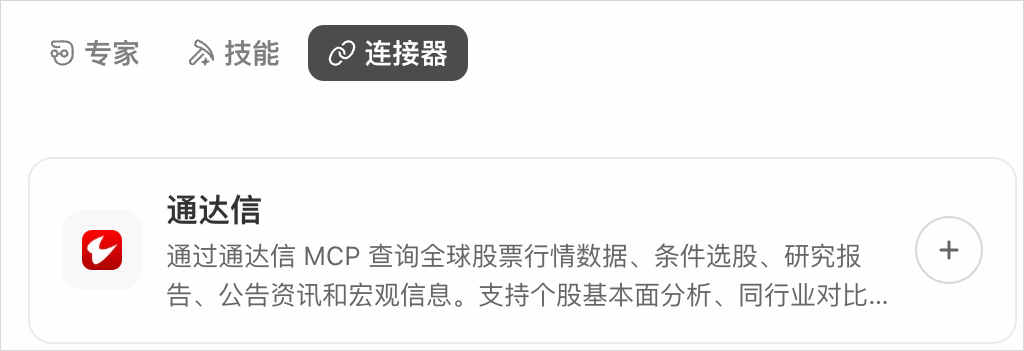 专家 技能 连接器
通达信
通过通达信 MCP 查询全球股票行情数据、条件选股、研究报
告、公告资讯和宏观信息。支持个股基本面分析、同行业对比...